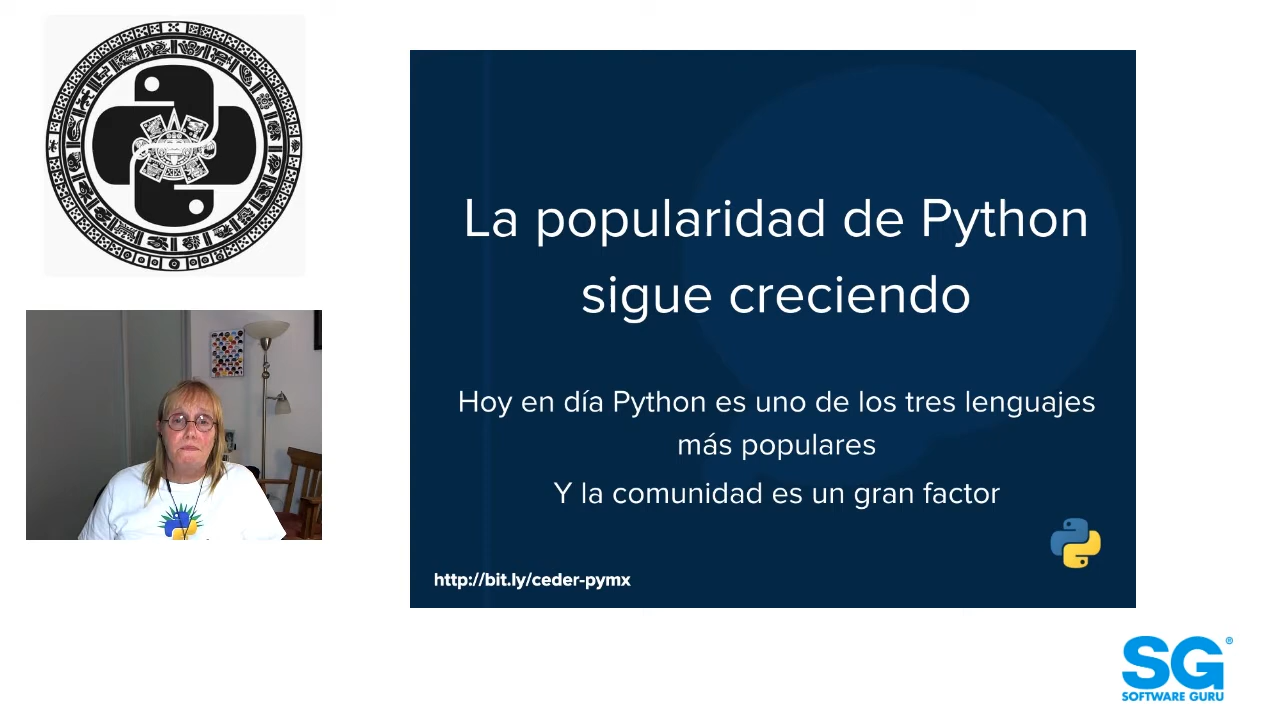 La popularidad de Python
sigue creciendo
Hoy en día Python es uno de los tres lenguajes
más populares
Y la comunidad es un gran factor
http://bit.ly/ceder-pymx
SG®
SOFTWARE GURU